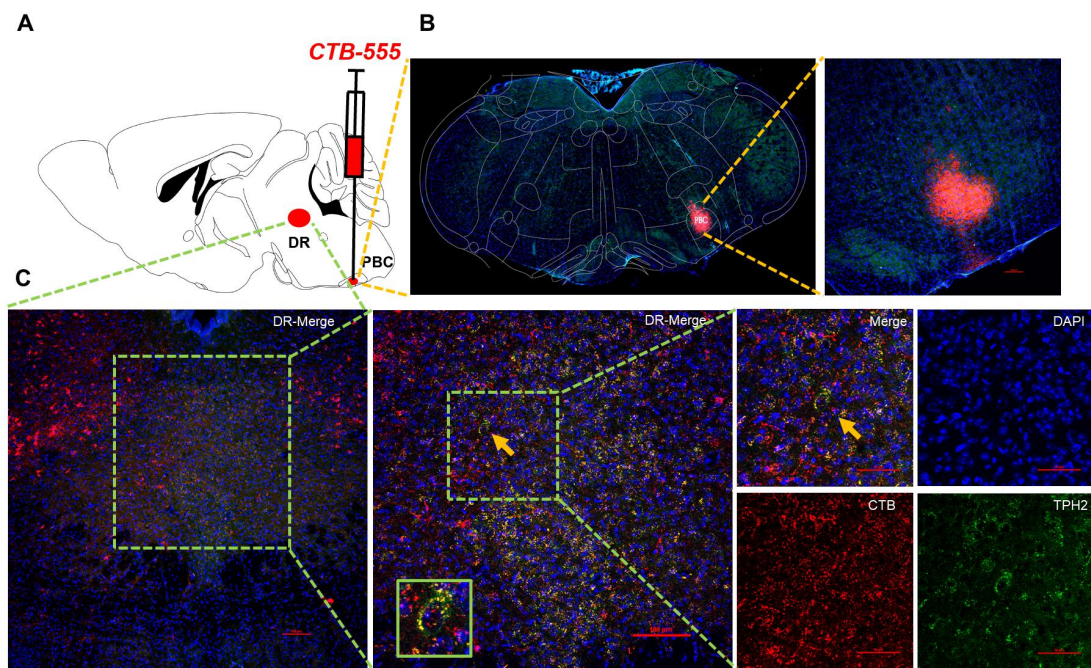 A
B
CTB-555
DR
PBC
PBC
C
DR-Merge
DR-Merge
Merge
DAPI
100 μm
CTB
TPH2